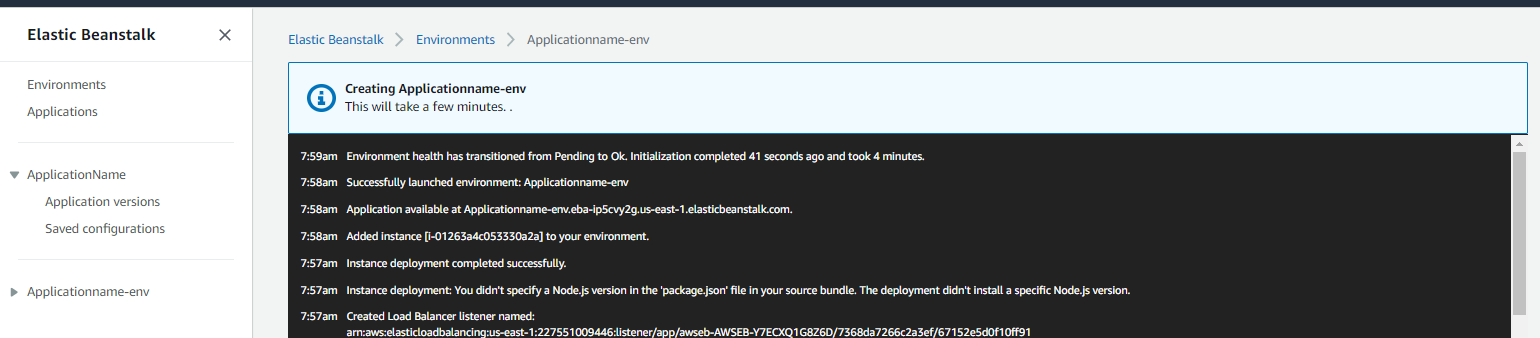 Elastic Beanstalk
Environments
Applications
ApplicationName
Application versions
Saved configurations
Applicationname-env
Elastic Beanstalk Environments Applicationname-env
Creating Applicationname-env
This will take a few minutes. .
7:59am Environment health has transitioned from Pending to Ok. Initialization completed 41 seconds ago and took 4 minutes.
7:58am Successfully launched environment: Applicationname-env
7:58am Application available at Applicationname-env.eba-ip5cvy2g.us-east-1.elasticbeanstalk.com.
7:58am Added instance [i-01263a4c053330a2a] to your environment.
7:57am Instance deployment completed successfully.
7:57am Instance deployment: You didn't specify a Node.js version in the 'package.json' file in your source bundle. The deployment didn't install a specific Node.js version.
7:57am Created Load Balancer listener named:
arn:aws:elasticloadbalancing:us-east-1:227551009446:listener/app/awseb-AWSEB-Y7ECXQ1G8Z6D/7368da7266c2a3ef/67152e5d0f10ff91